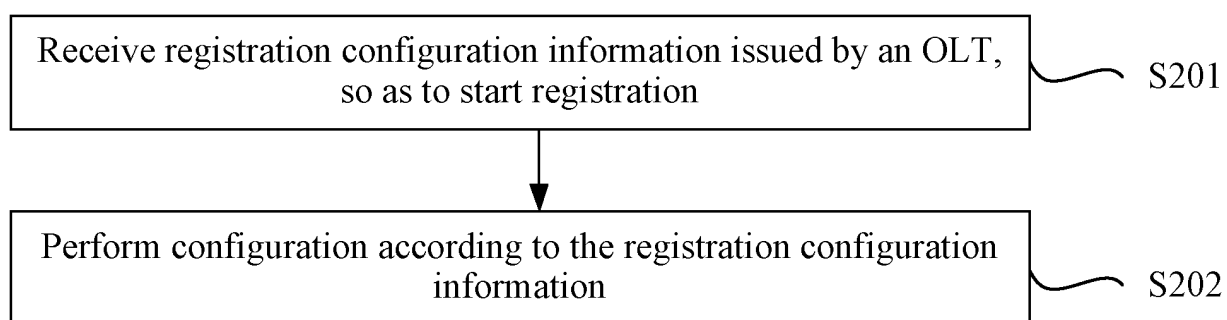 Receive registration configuration information issued by an OLT,
so as to start registration
S201
Perform configuration according to the registration configuration
information
S202